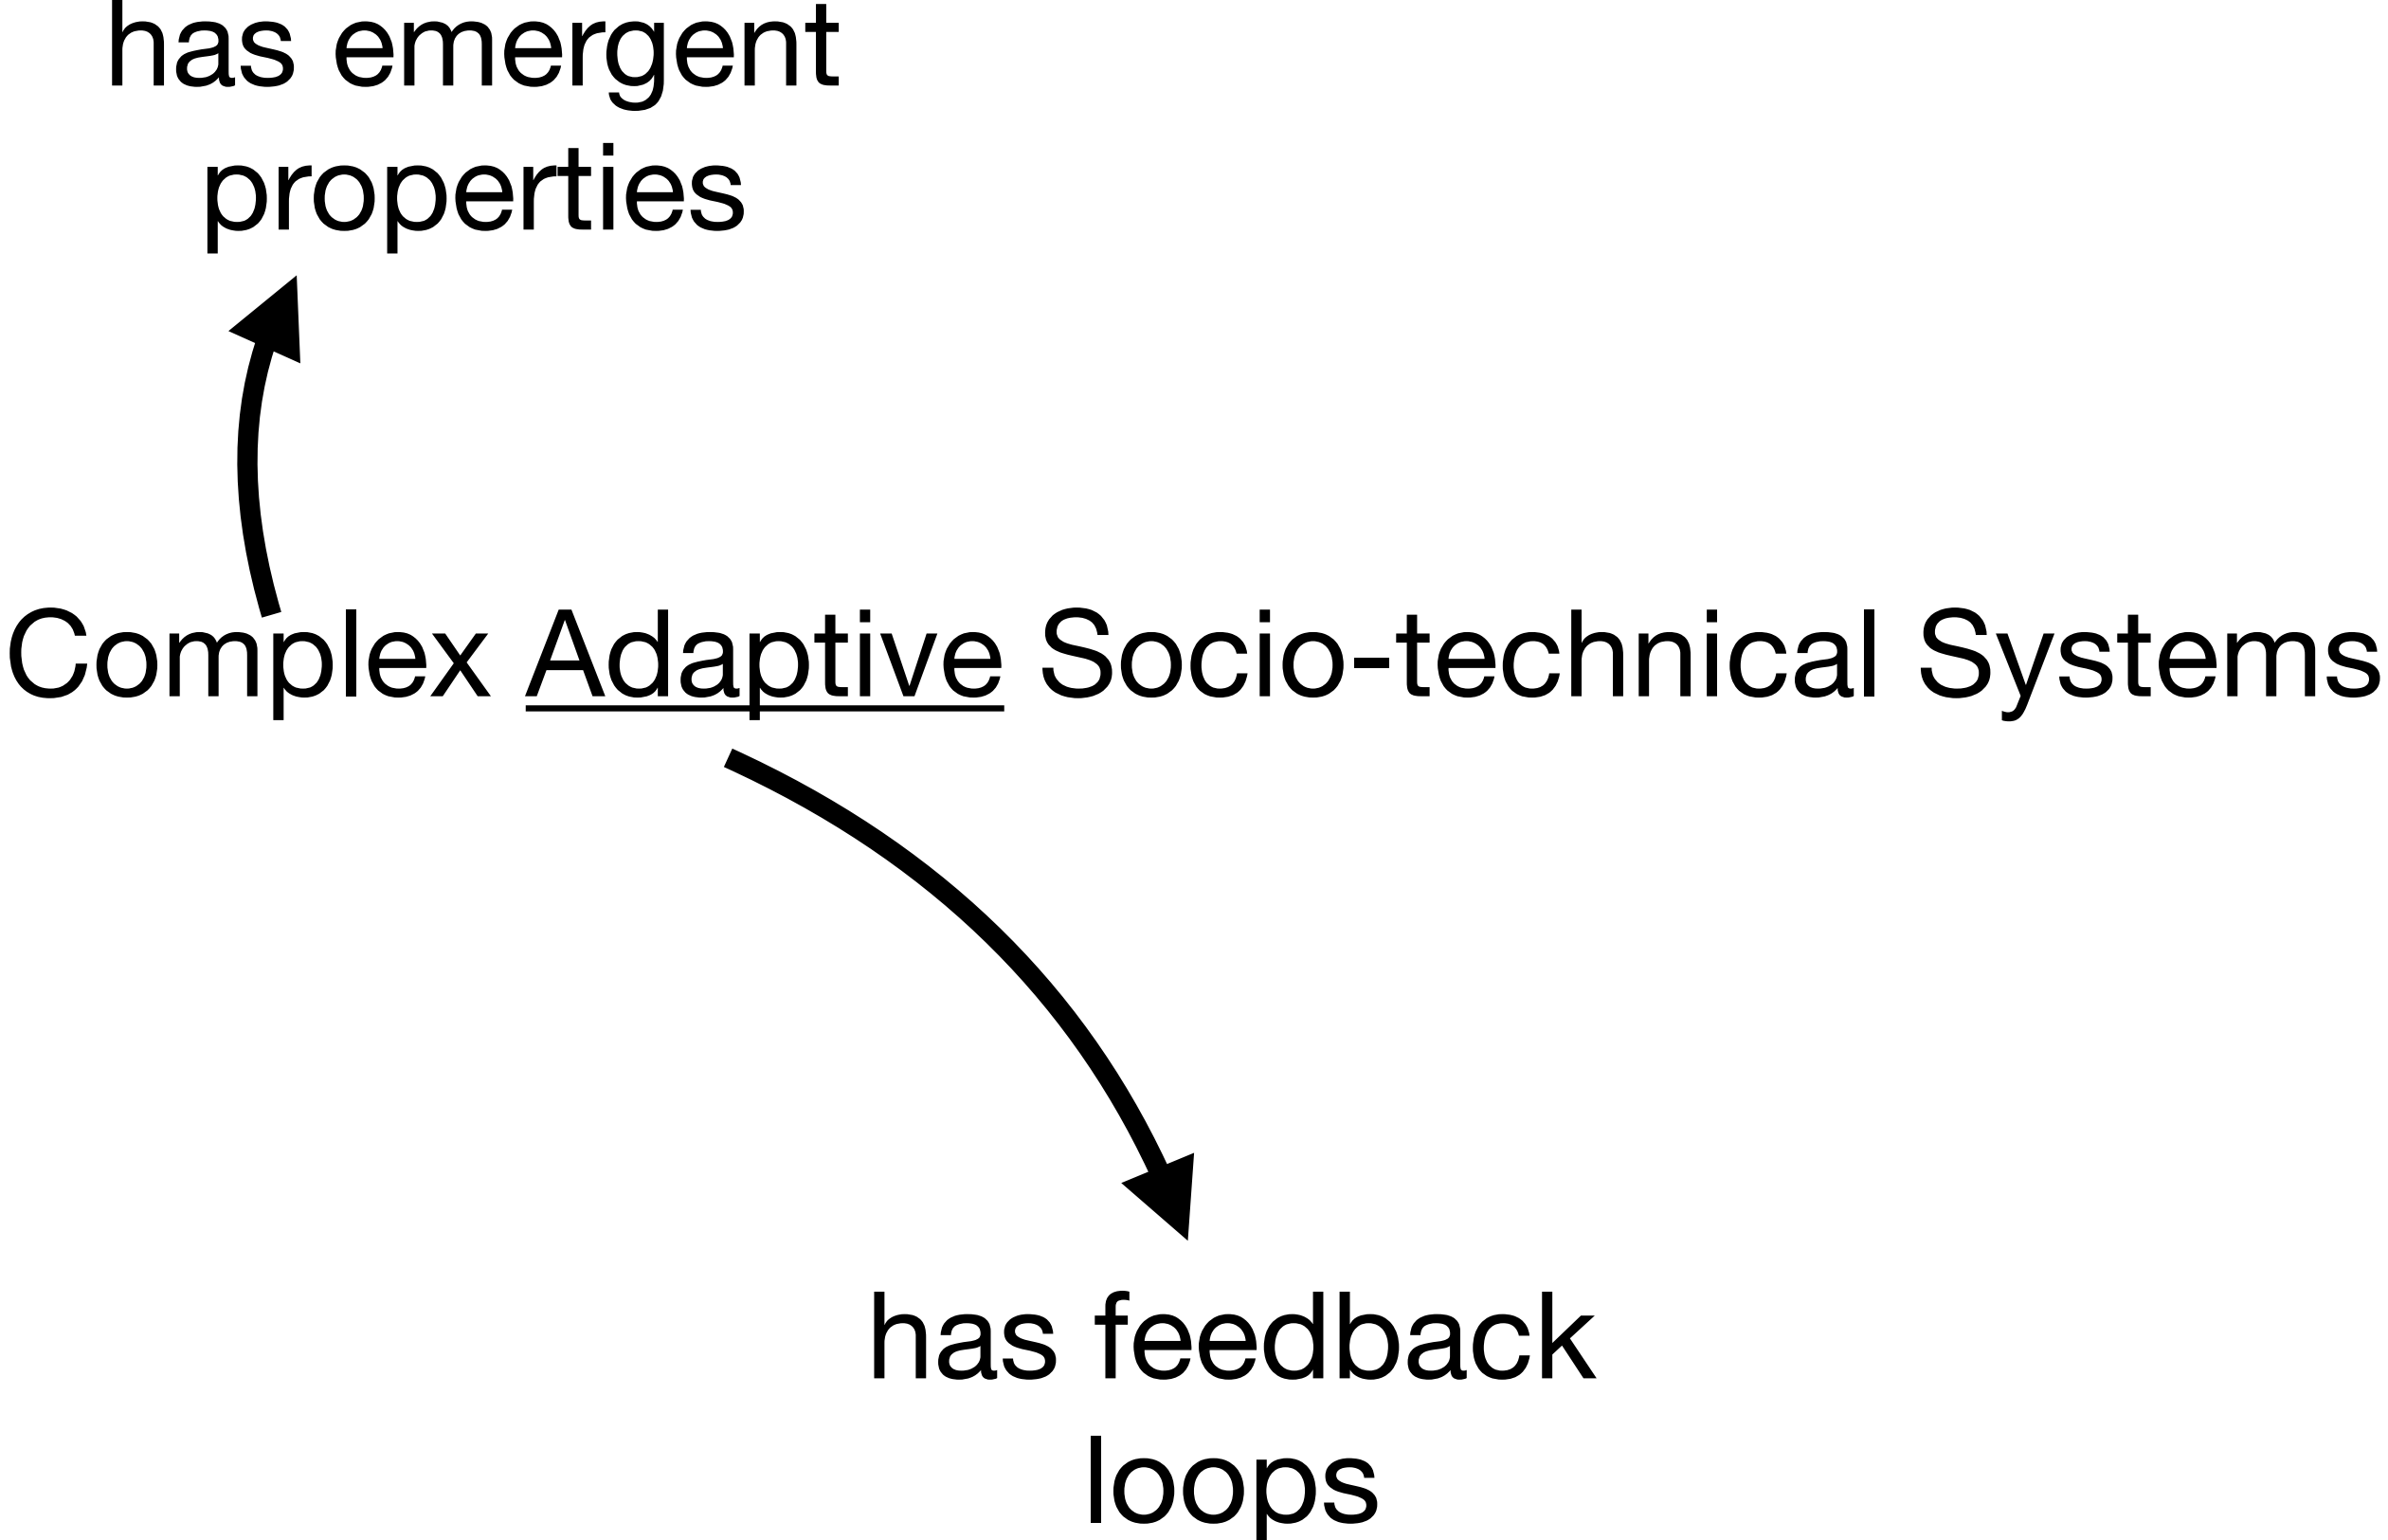 has emergent
properties
Complex Adaptive Socio-technical Systems
has feedback
loops